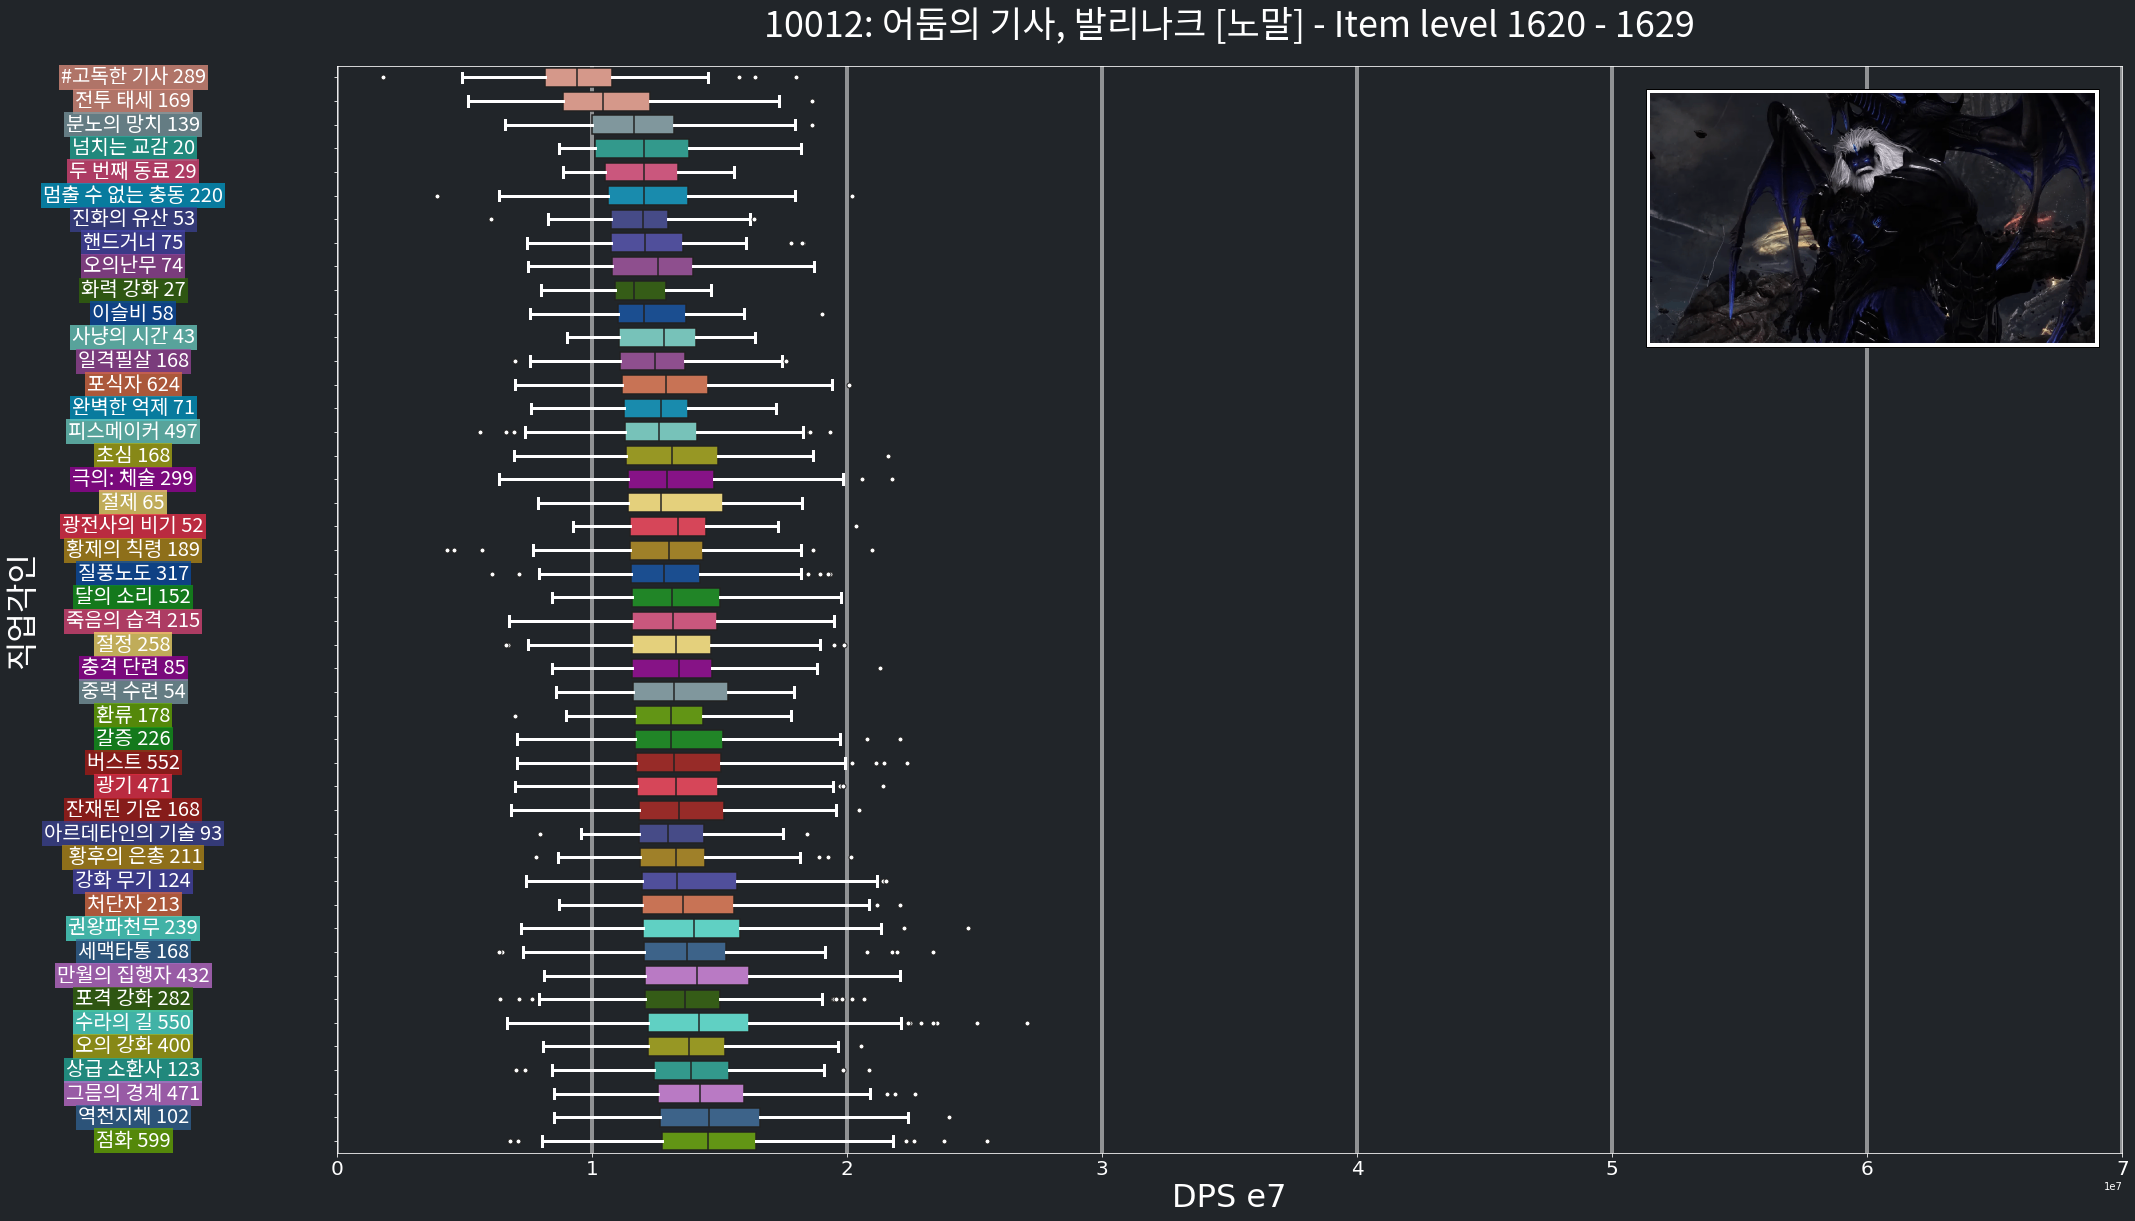 10012: 어둠의 기사, 발리나크 [노말] - Item level 1620 - 1629
#고독한 기사 289
전투 태세 169
분노의 망치 139
넘치는 교감 20
두 번째 동료 29
멈출 수 없는 충동 220
진화의 유산 53
핸드거너 75
오의난무 74
화력 강화 27
이슬비 58
사냥의 시간 43
일격필살 168
포식자 624
완벽한 억제 71
피스메이커 497
초심 168
극의: 체술 299
절제 65
광전사의 비기 52
황제의 칙령 189
질풍노도 317
달의 소리 152
죽음의 습격 215
절정 258
충격 단련 85
중력 수련 54
환류 178
갈증 226
버스트 552
광기 471
잔재된 기운 168
아르데타인의 기술 93
황후의 은총 211
강화 무기 124
처단자 213
권왕파천무 239
세맥타통 168
만월의 집행자 432
포격 강화 282
수라의 길 550
오의 강화 400
상급 소환사 123
그믐의 경계 471
역천지체 102
점화 599
직업각인
0 1 2 3 4 5 6 7
1e7
DPS e7